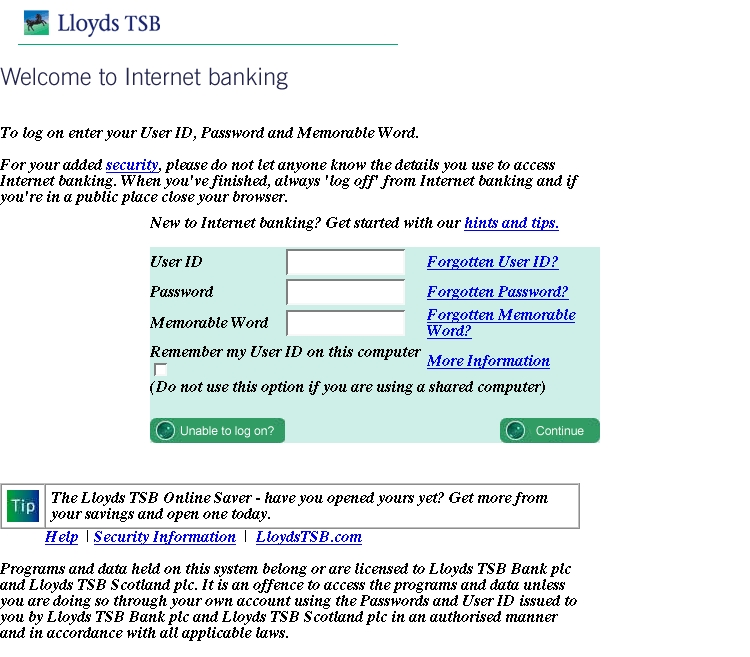 Lloyds TSB
Welcome to Internet banking
To log on enter your User ID, Password and Memorable Word.
For your added security, please do not let anyone know the details you use to access
Internet banking. When you've finished, always 'log off' from Internet banking and if
you're in a public place close your browser.
New to Internet banking? Get started with our hints and tips.
User ID
Forgotten User ID?
Password
Forgotten Password?
Memorable Word
Forgotten Memorable
Word?
Remember my User ID on this computer
More Information
(Do not use this option if you are using a shared computer)
Unable to log on?
Continue
Tip
The Lloyds TSB Online Saver - have you opened yours yet? Get more from
your savings and open one today.
Help | Security Information | LloydsTSB.com
Programs and data held on this system belong or are licensed to Lloyds TSB Bank plc
and Lloyds TSB Scotland plc. It is an offence to access the programs and data unless
you are doing so through your own account using the Passwords and User ID issued to
you by Lloyds TSB Bank plc and Lloyds TSB Scotland plc in an authorised manner
and in accordance with all applicable laws.